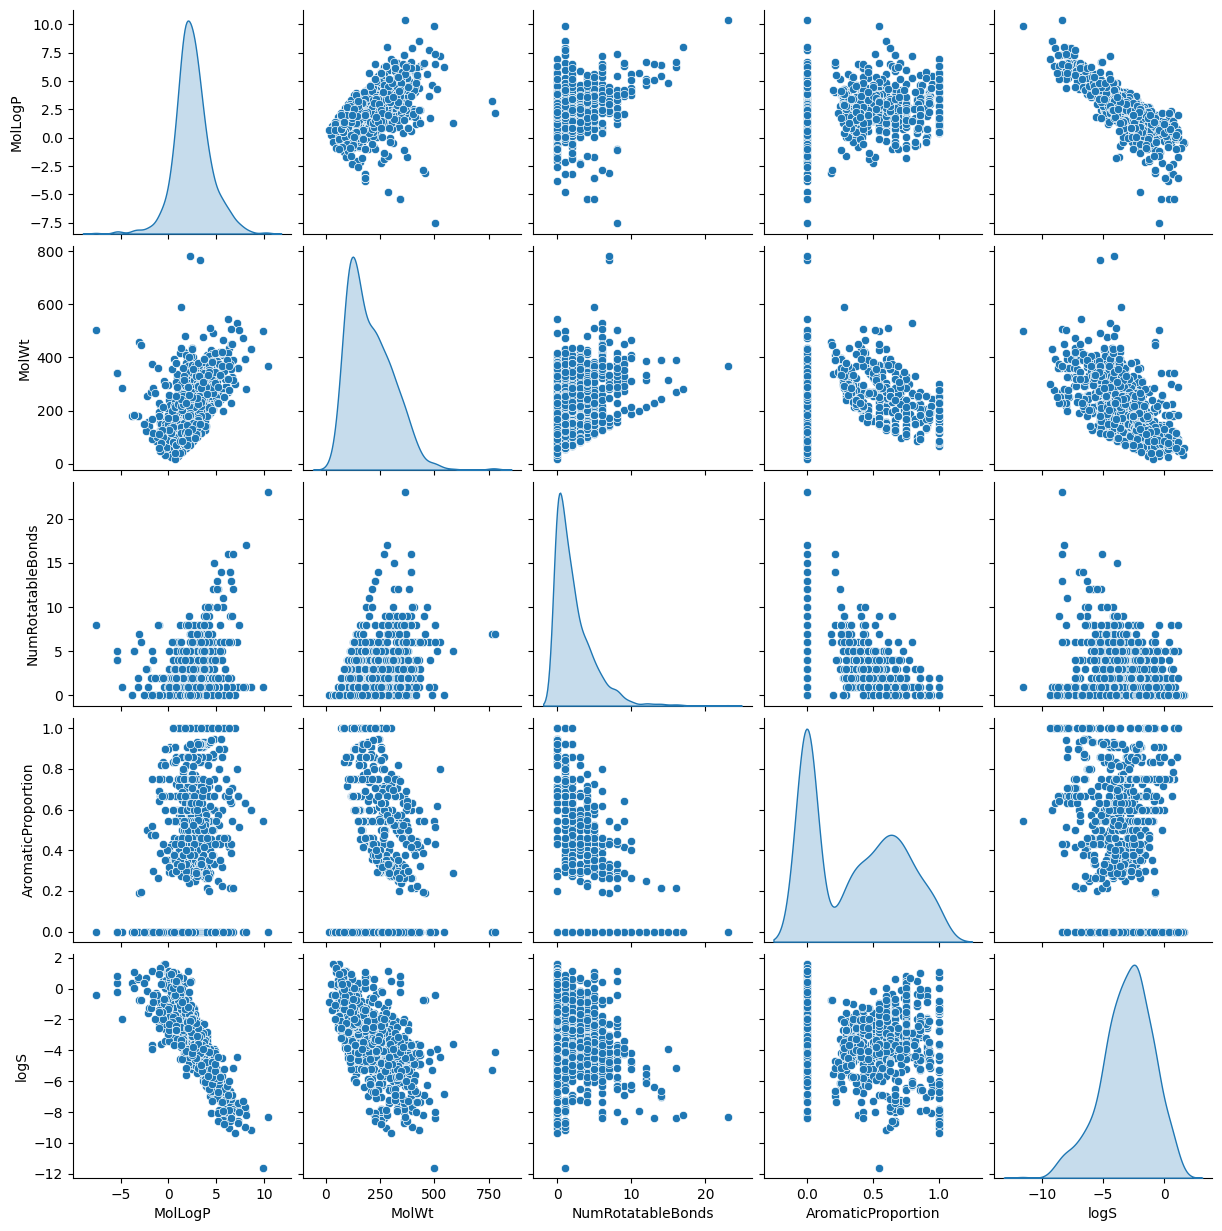 10.0
7.5
5.0
2.5
0.0
−2.5
−5.0
−7.5
MolLogP
800
600
400
200
0
MolWt
20
15
10
5
0
NumRotatableBonds
1.0
0.8
0.6
0.4
0.2
0.0
AromaticProportion
2
0
−2
−4
−6
−8
−10
−12
logS
−5 0 5 10
MolLogP
0 250 500 750
MolWt
0 10 20
NumRotatableBonds
0.0 0.5 1.0
AromaticProportion
−10 −5 0
logS